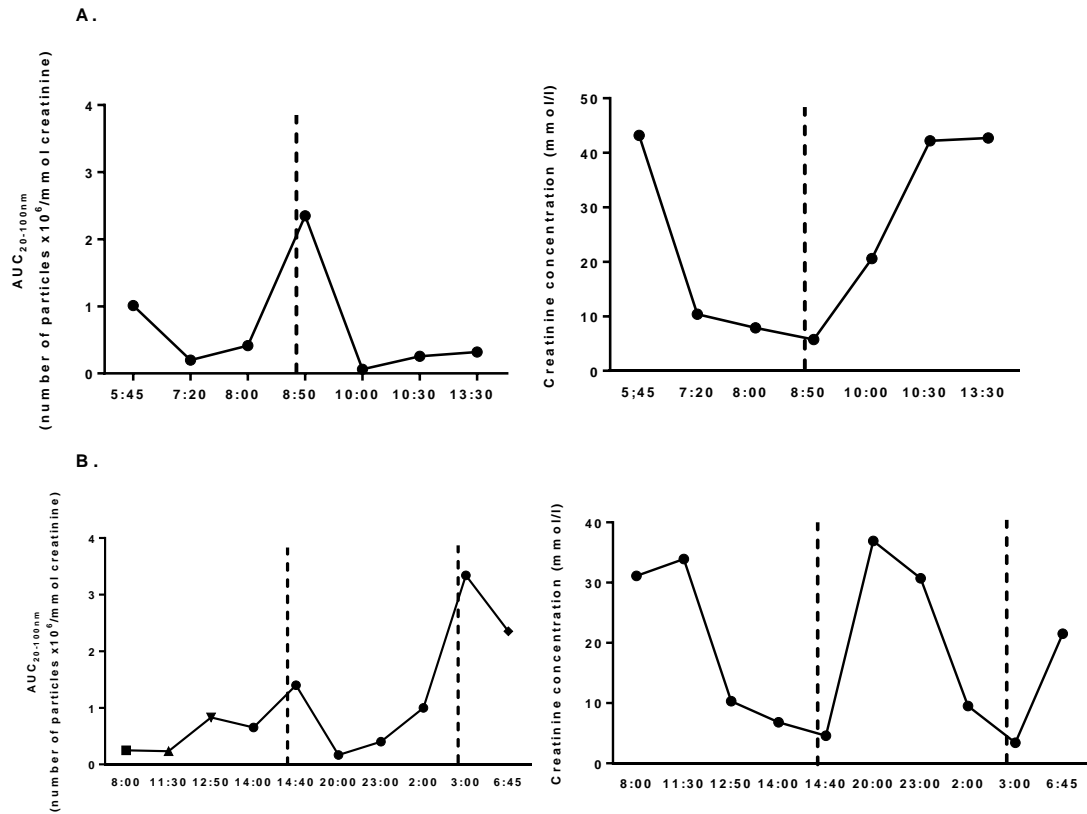 A.
AUC20-100nm
(number of particles x10^6/mmol creatinine)
4
3
2
1
0
5:45 7:20 8:00 8:50 10:00 10:30 13:30
Creatinine concentration (mmol/l)
50
40
30
20
10
0
5;45 7:20 8:00 8:50 10:00 10:30 13:30
B.
AUC20-100nm
(number of particles x10^6/mmol creatinine)
4
3
2
1
0
8:00 11:30 12:50 14:00 14:40 20:00 23:00 2:00 3:00 6:45
Creatinine concentration (mmol/l)
40
30
20
10
0
8:00 11:30 12:50 14:00 14:40 20:00 23:00 2:00 3:00 6:45